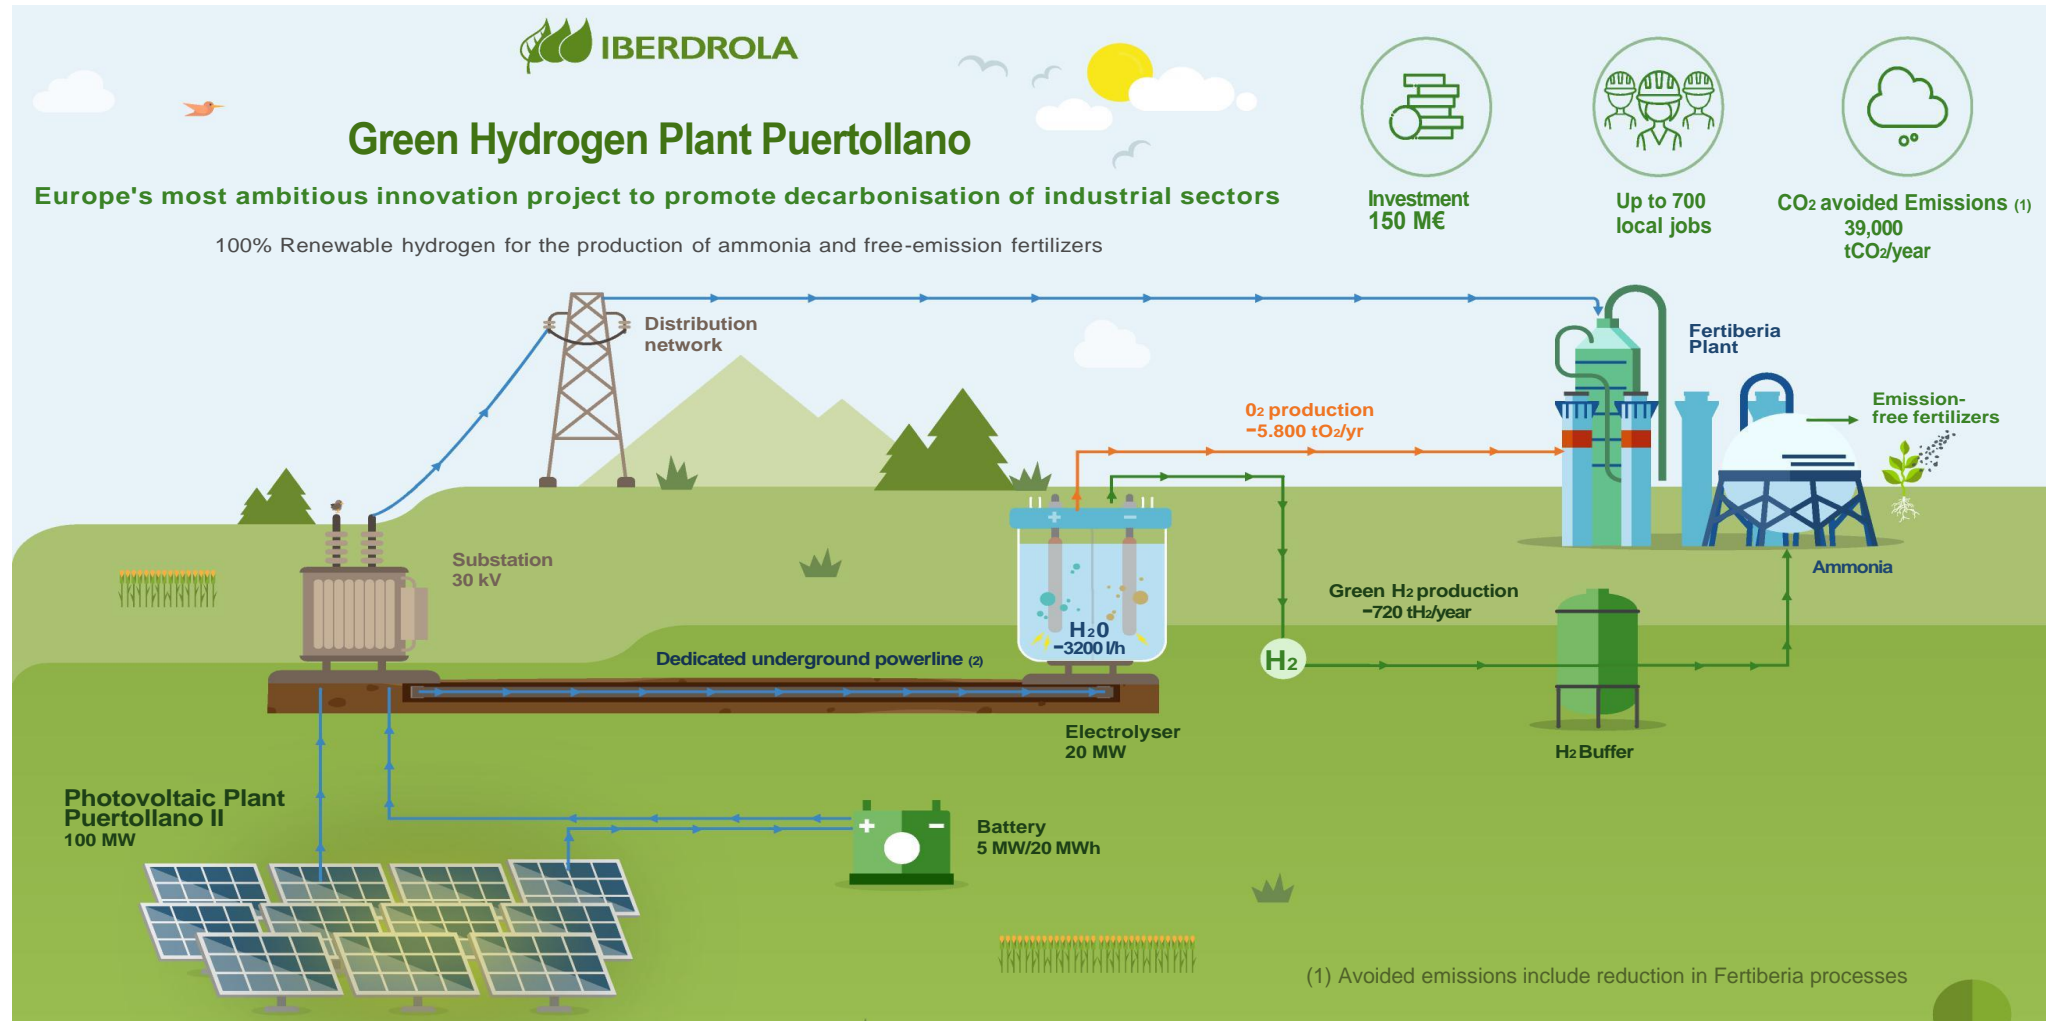 IBERDROLA
Green Hydrogen Plant Puertollano
Europe's most ambitious innovation project to promote decarbonisation of industrial sectors
100% Renewable hydrogen for the production of ammonia and free-emission fertilizers
Investment
150 M€
Up to 700
local jobs
CO2 avoided Emissions (1)
39,000
tCO2/year
Distribution
network
Fertiberia
Plant
Emission-
free fertilizers
02 production
~5.800 tO2/yr
Substation
30 kV
+ −
H20
~3200 l/h
Green H2 production
~720 tH2/year
Ammonia
Dedicated underground powerline (2)
H2
Electrolyser
20 MW
H2 Buffer
Photovoltaic Plant
Puertollano II
100 MW
+ −
Battery
5 MW/20 MWh
(1) Avoided emissions include reduction in Fertiberia processes